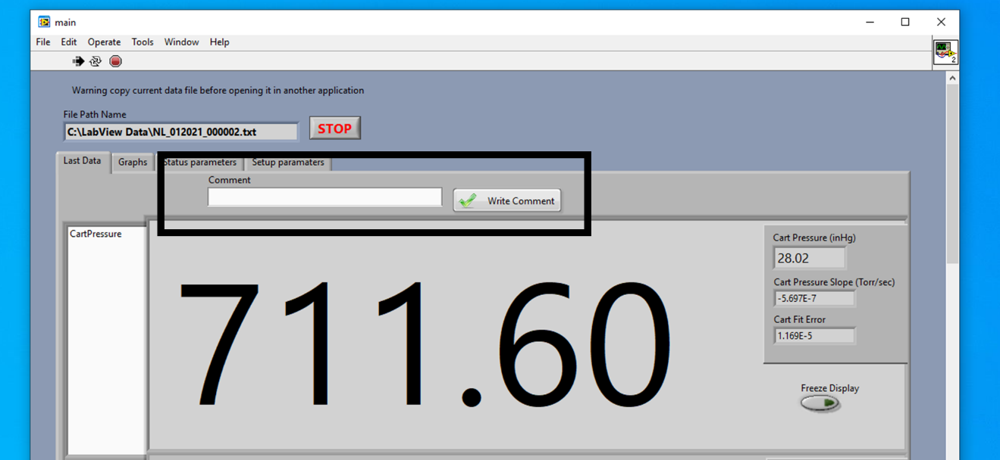 main
File Edit Operate Tools Window Help
2
Warning copy current data file before opening it in another application
File Path Name
C:\LabView Data\NL_012021_000002.txt
STOP
Last Data Graphs Status parameters Setup paramaters
Comment
Write Comment
CartPressure
711.60
Cart Pressure (inHg)
28.02
Cart Pressure Slope (Torr/sec)
-5.697E-7
Cart Fit Error
1.169E-5
Freeze Display